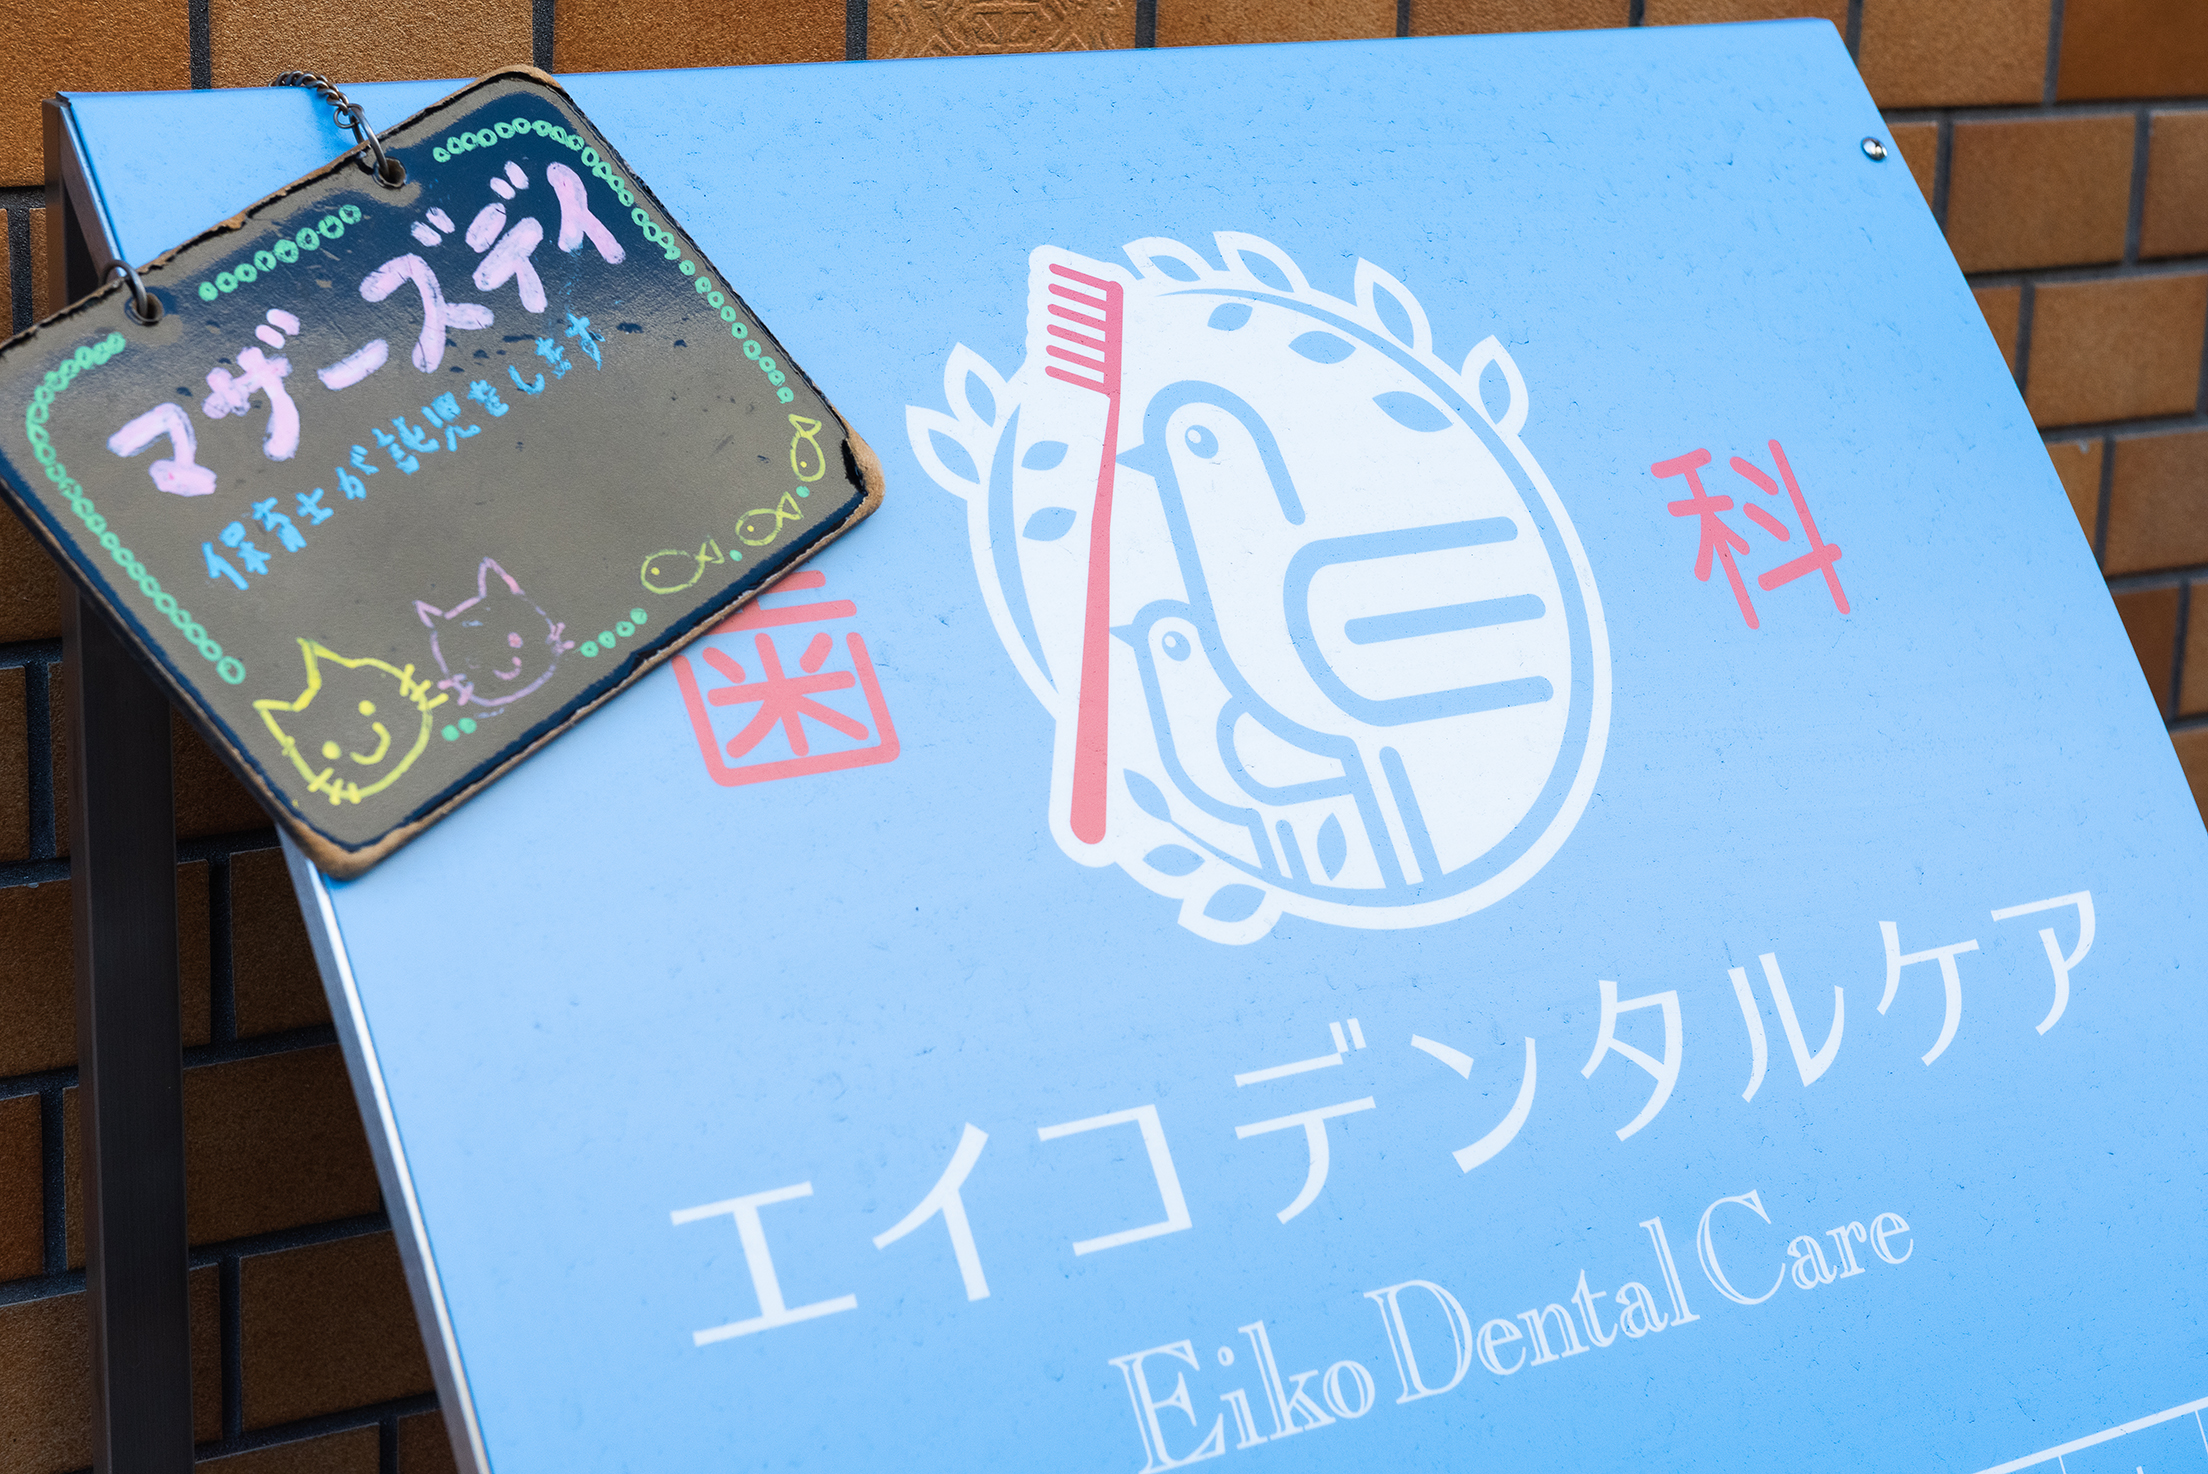 マザーズディ
保育士が託児をします
歯 科
エイコデンタルケア
Eiko Dental Care